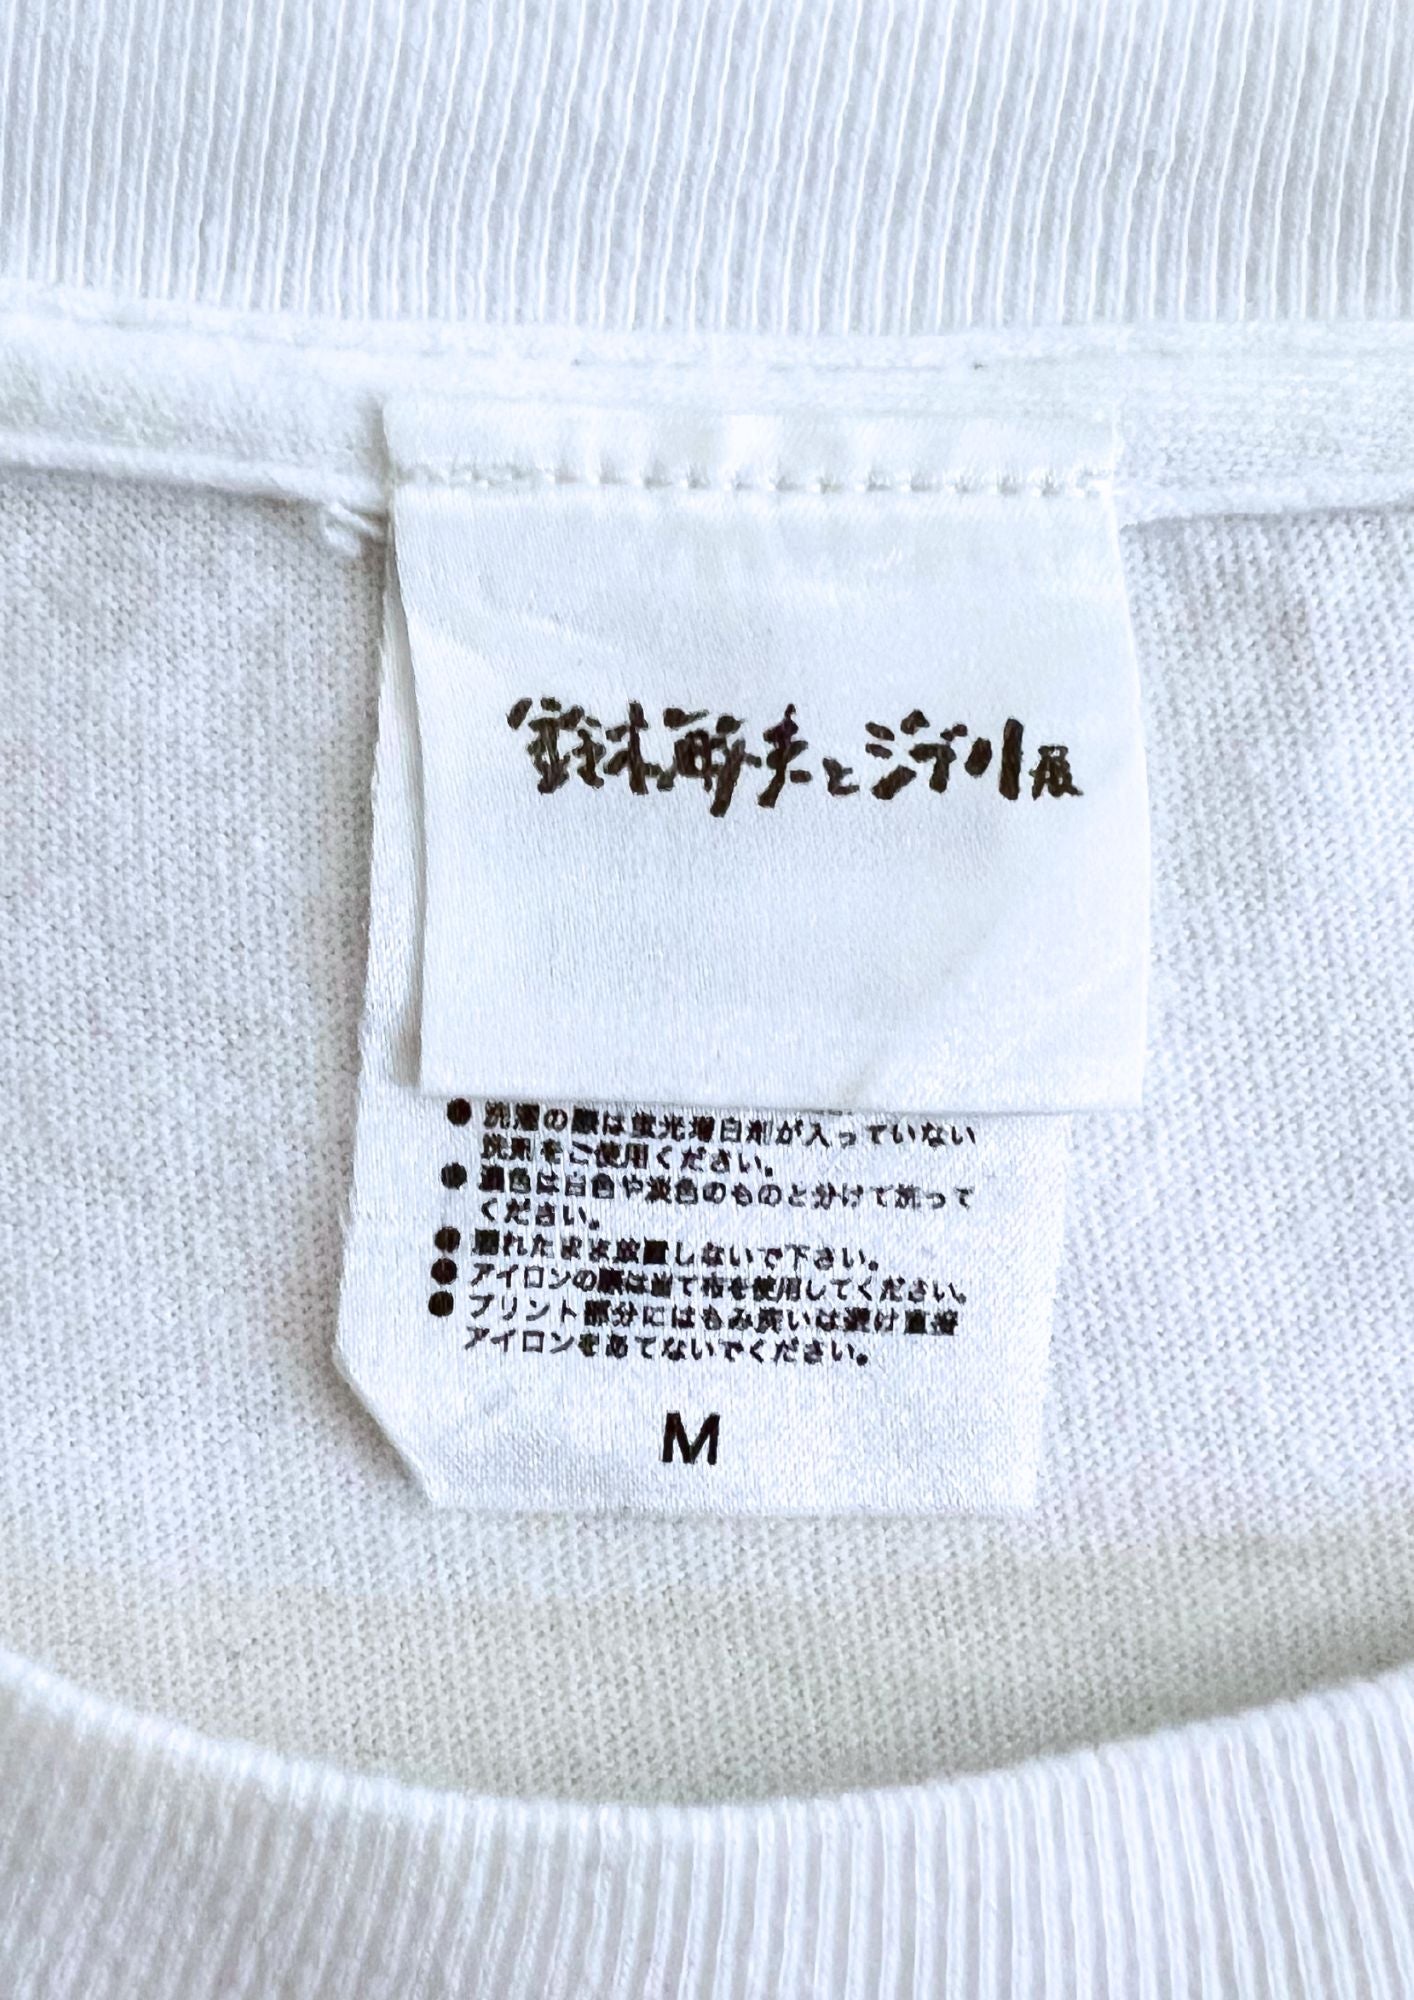 鈴木敏夫とジブリ展
● 洗濯の際は蛍光増白剤が入っていない
洗剤をご使用ください。
● 濃色は白色や淡色のものと分けて洗って
ください。
● 濡れたまま放置しないで下さい。
● アイロンの際は当て布を使用してください。
● プリント部分にはもみ洗いは避け直接
アイロンをあてないでください。
M